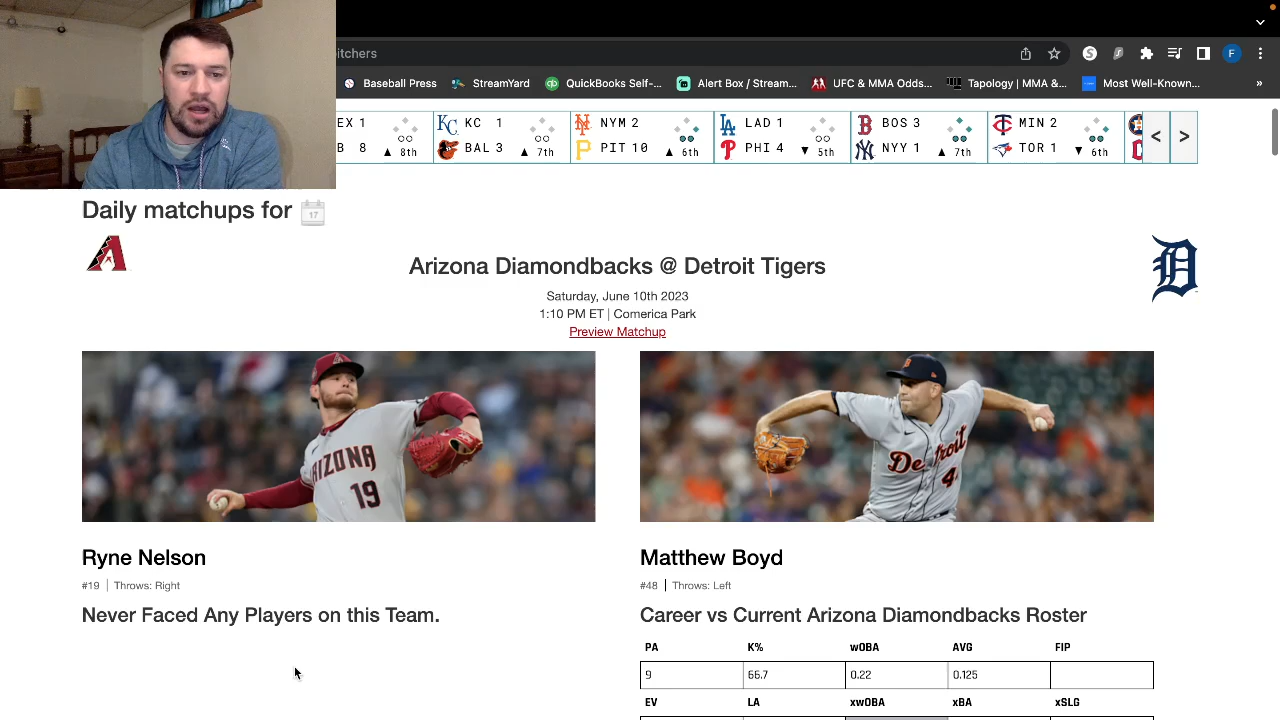 itchers
F
Baseball Press
StreamYard
QuickBooks Self-...
Alert Box / Stream...
UFC & MMA Odds...
Tapology | MMA &...
Most Well-Known...
»
EX 1
B 8
▲ 8th
KC 1
BAL 3
▲ 7th
NYM 2
PIT 10
▲ 6th
LAD 1
PHI 4
▼ 5th
BOS 3
NYY 1
▲ 7th
MIN 2
TOR 1
▼ 6th
< >
Daily matchups for 17
Arizona Diamondbacks @ Detroit Tigers
Saturday, June 10th 2023
1:10 PM ET | Comerica Park
Preview Matchup
ARIZONA
19
Detroit
Ryne Nelson
#19 | Throws: Right
Never Faced Any Players on this Team.
Matthew Boyd
#48 | Throws: Left
Career vs Current Arizona Diamondbacks Roster
PA K% wOBA AVG FIP
9 66.7 0.22 0.125
EV LA xwOBA xBA xSLG